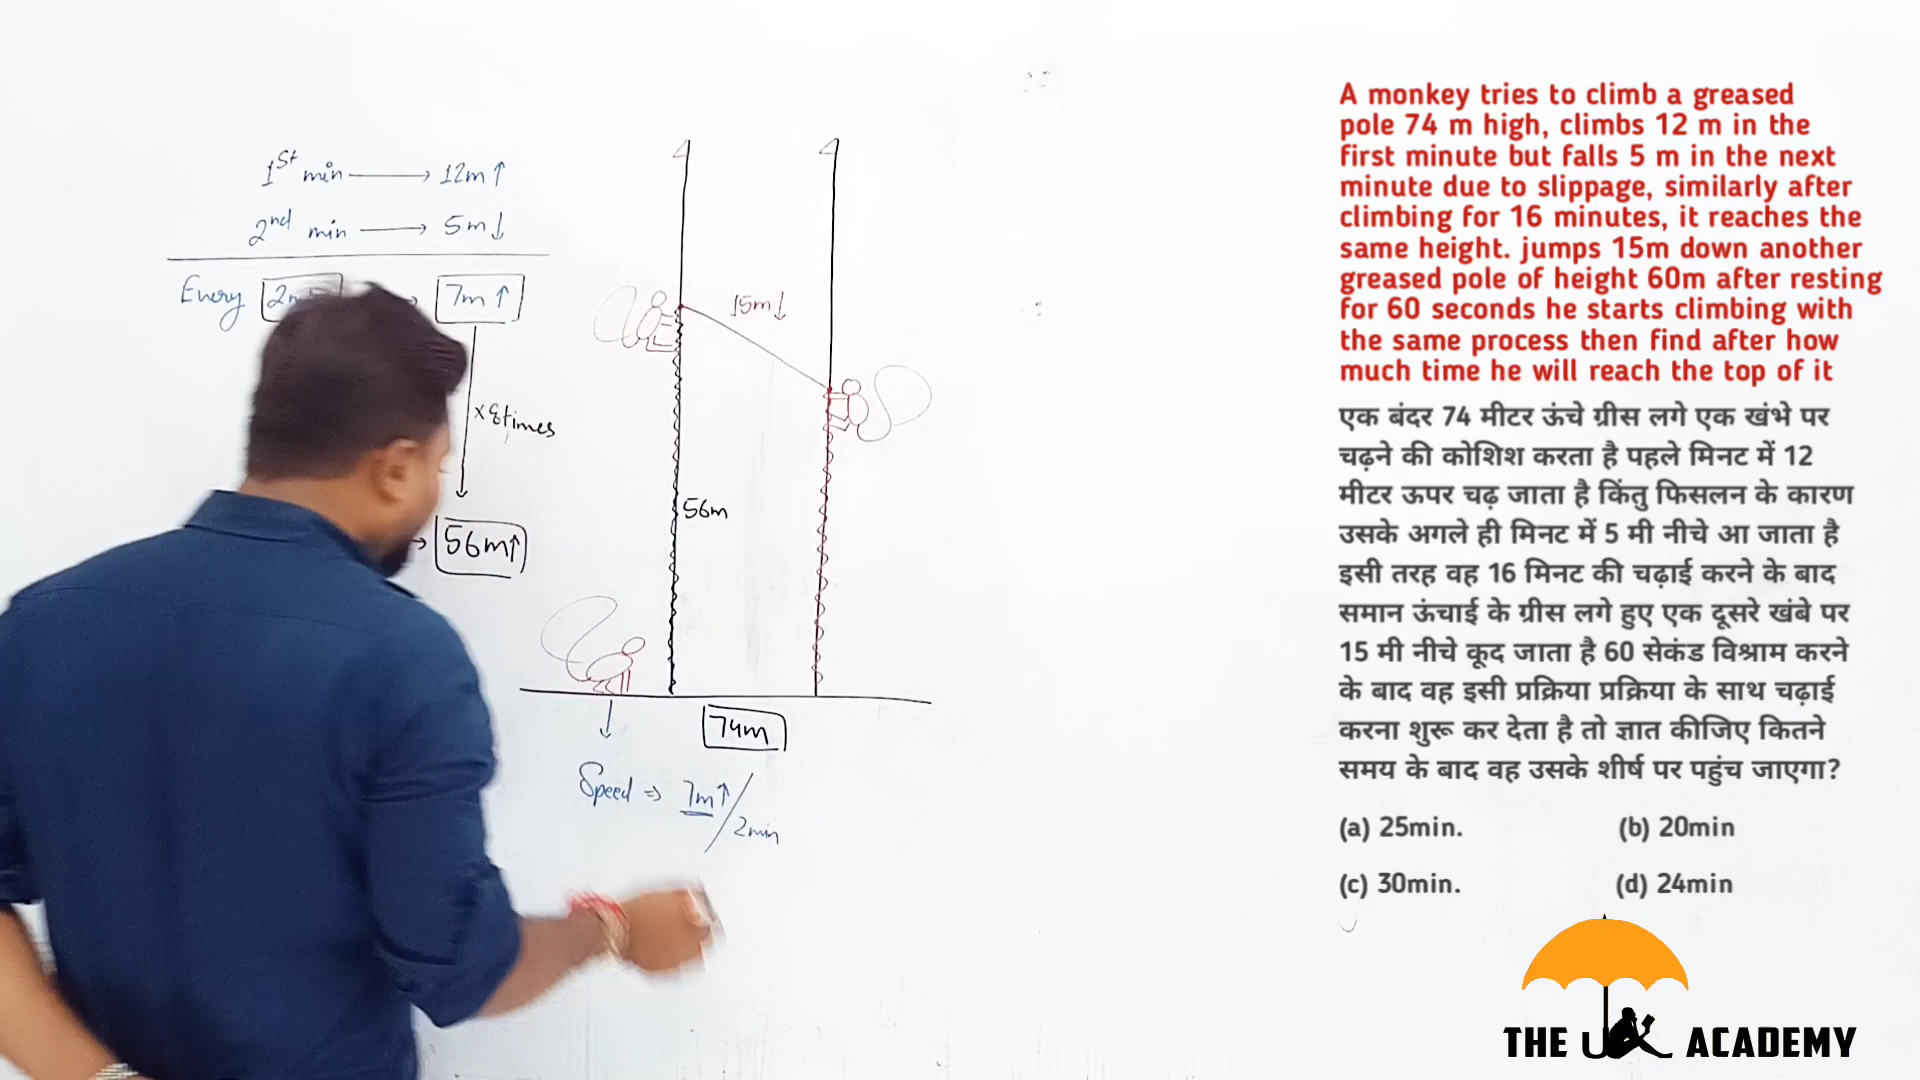 1st min → 12m ↑
2nd min → 5m ↓
Every
7m ↑
× 8 times
56m ↑
15m ↓
56m
74m
Speed ⇒ 7m ↑ / 2min
A monkey tries to climb a greased
pole 74 m high, climbs 12 m in the
first minute but falls 5 m in the next
minute due to slippage, similarly after
climbing for 16 minutes, it reaches the
same height. jumps 15m down another
greased pole of height 60m after resting
for 60 seconds he starts climbing with
the same process then find after how
much time he will reach the top of it
एक बंदर 74 मीटर ऊंचे ग्रीस लगे एक खंभे पर
चढ़ने की कोशिश करता है पहले मिनट में 12
मीटर ऊपर चढ़ जाता है किंतु फिसलन के कारण
उसके अगले ही मिनट में 5 मी नीचे आ जाता है
इसी तरह वह 16 मिनट की चढ़ाई करने के बाद
समान ऊंचाई के ग्रीस लगे हुए एक दूसरे खंबे पर
15 मी नीचे कूद जाता है 60 सेकंड विश्राम करने
के बाद वह इसी प्रक्रिया प्रक्रिया के साथ चढ़ाई
करना शुरू कर देता है तो ज्ञात कीजिए कितने
समय के बाद वह उसके शीर्ष पर पहुंच जाएगा?
(a) 25min. (b) 20min
(c) 30min. (d) 24min
THE UK ACADEMY